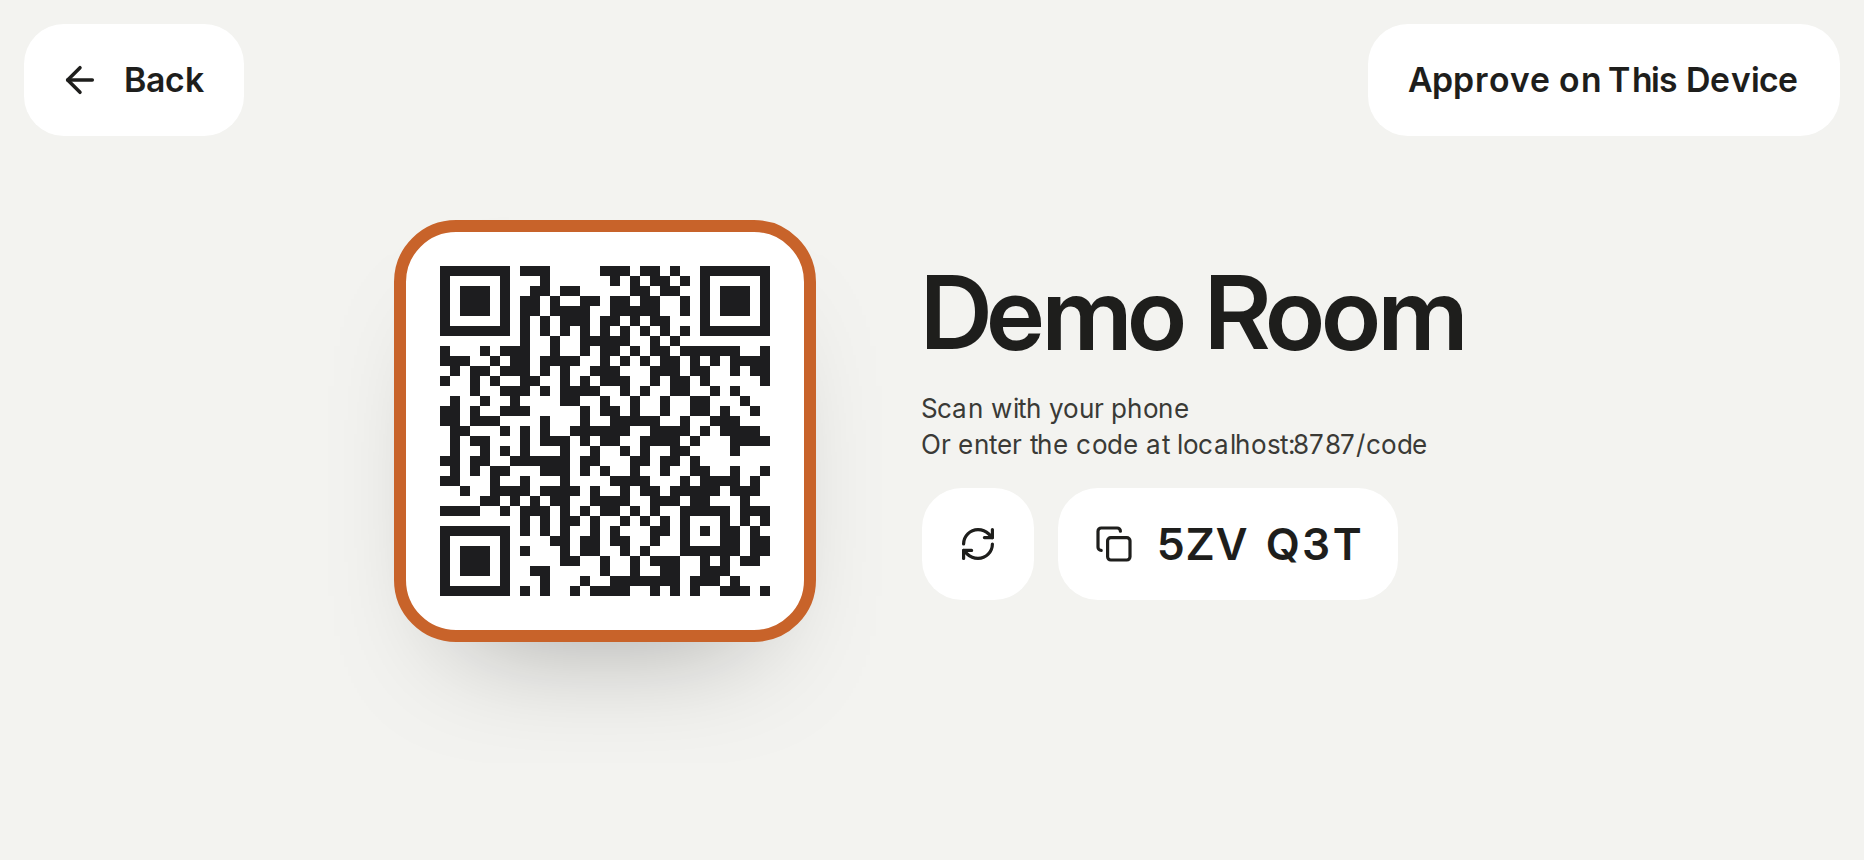 Back
Approve on This Device
Demo Room
Scan with your phone
Or enter the code at localhost:8787/code
5ZV Q3T